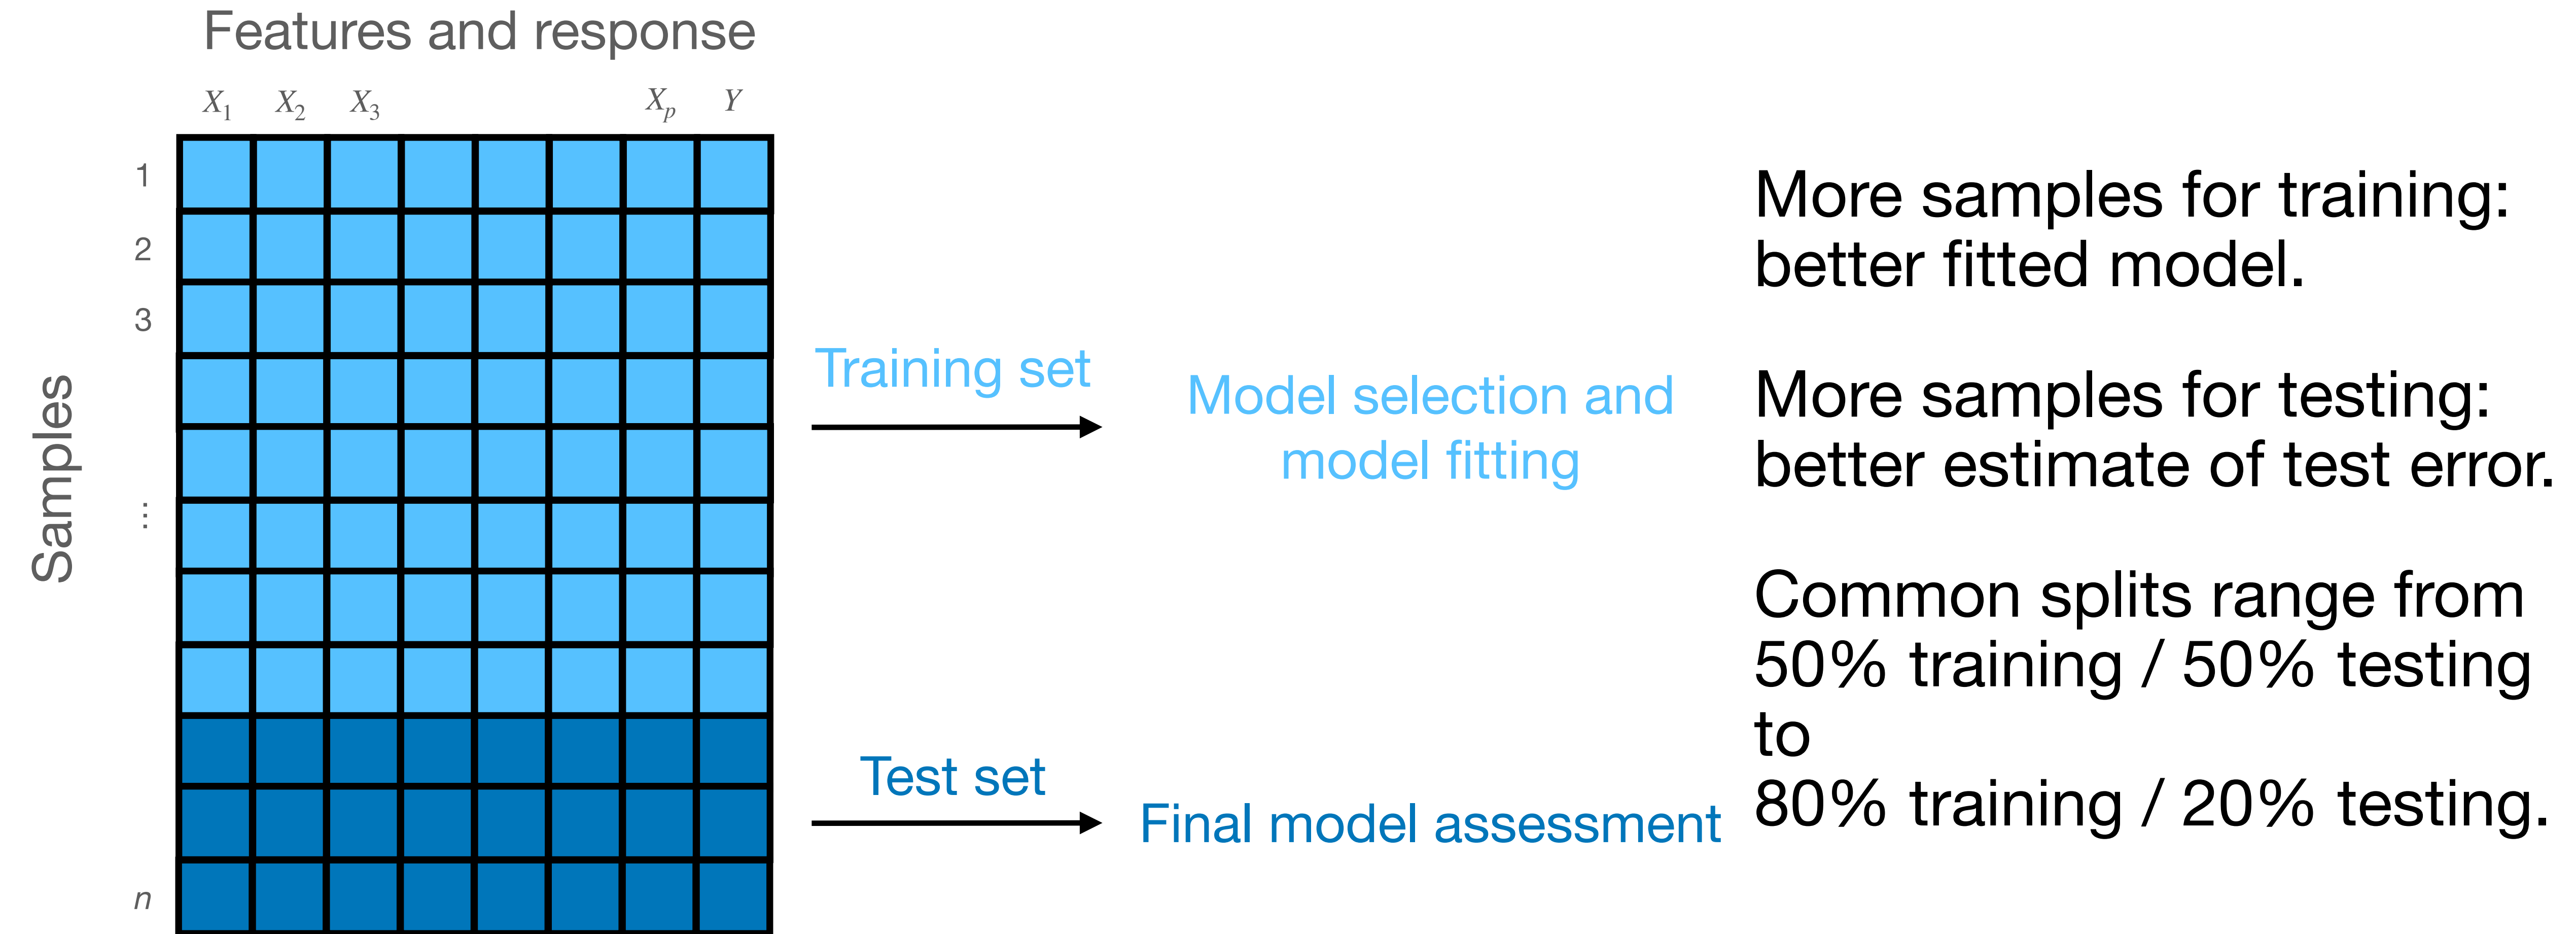 Features and response
X₁ X₂ X₃ Xₚ Y
Samples
1
2
3
⋮
n
Training set
Model selection and
model fitting
Test set
Final model assessment
More samples for training:
better fitted model.
More samples for testing:
better estimate of test error.
Common splits range from
50% training / 50% testing
to
80% training / 20% testing.